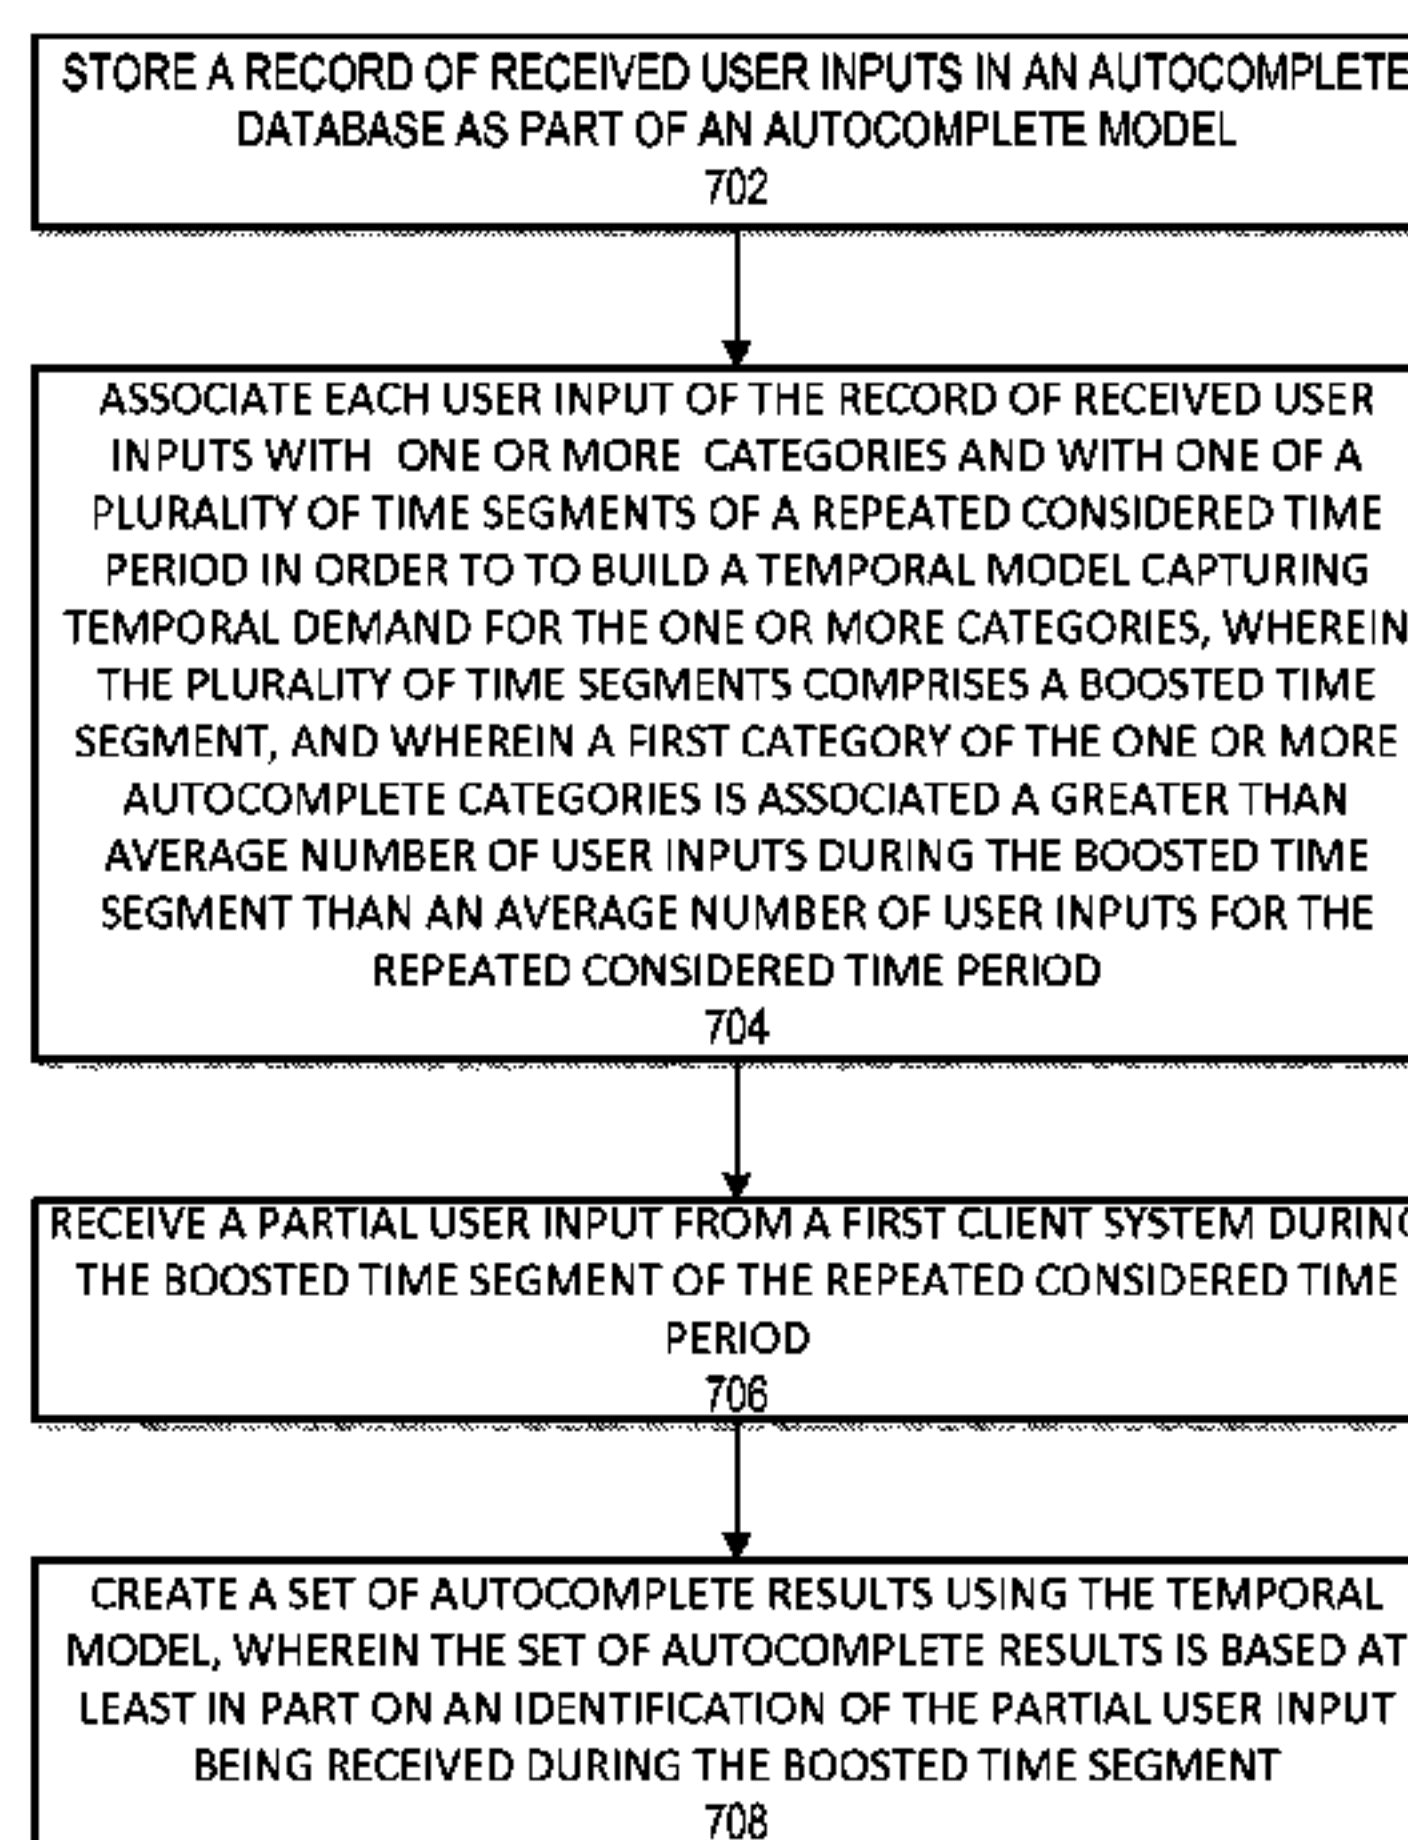 STORE A RECORD OF RECEIVED USER INPUTS IN AN AUTOCOMPLETE
DATABASE AS PART OF AN AUTOCOMPLETE MODEL
702
ASSOCIATE EACH USER INPUT OF THE RECORD OF RECEIVED USER
INPUTS WITH ONE OR MORE CATEGORIES AND WITH ONE OF A
PLURALITY OF TIME SEGMENTS OF A REPEATED CONSIDERED TIME
PERIOD IN ORDER TO TO BUILD A TEMPORAL MODEL CAPTURING
TEMPORAL DEMAND FOR THE ONE OR MORE CATEGORIES, WHEREIN
THE PLURALITY OF TIME SEGMENTS COMPRISES A BOOSTED TIME
SEGMENT, AND WHEREIN A FIRST CATEGORY OF THE ONE OR MORE
AUTOCOMPLETE CATEGORIES IS ASSOCIATED A GREATER THAN
AVERAGE NUMBER OF USER INPUTS DURING THE BOOSTED TIME
SEGMENT THAN AN AVERAGE NUMBER OF USER INPUTS FOR THE
REPEATED CONSIDERED TIME PERIOD
704
RECEIVE A PARTIAL USER INPUT FROM A FIRST CLIENT SYSTEM DURING
THE BOOSTED TIME SEGMENT OF THE REPEATED CONSIDERED TIME
PERIOD
706
CREATE A SET OF AUTOCOMPLETE RESULTS USING THE TEMPORAL
MODEL, WHEREIN THE SET OF AUTOCOMPLETE RESULTS IS BASED AT
LEAST IN PART ON AN IDENTIFICATION OF THE PARTIAL USER INPUT
BEING RECEIVED DURING THE BOOSTED TIME SEGMENT
708